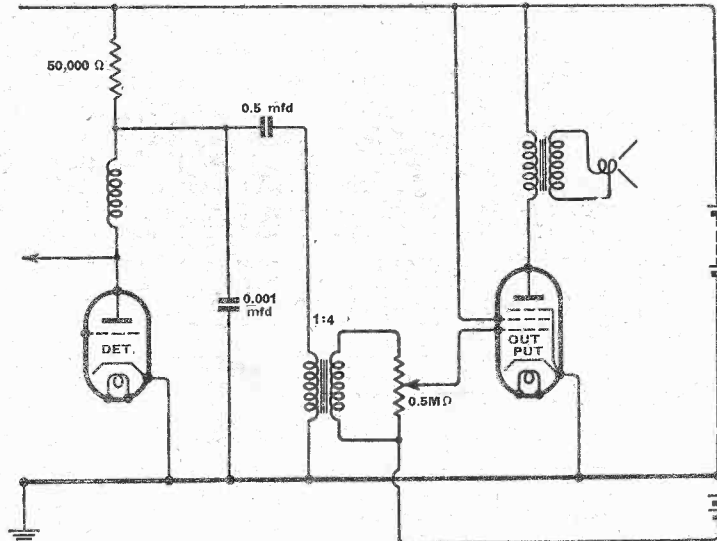 50,000 Ω
0.5 mfd
0.001
mfd
1:4
DET.
OUT
PUT
0.5MΩ